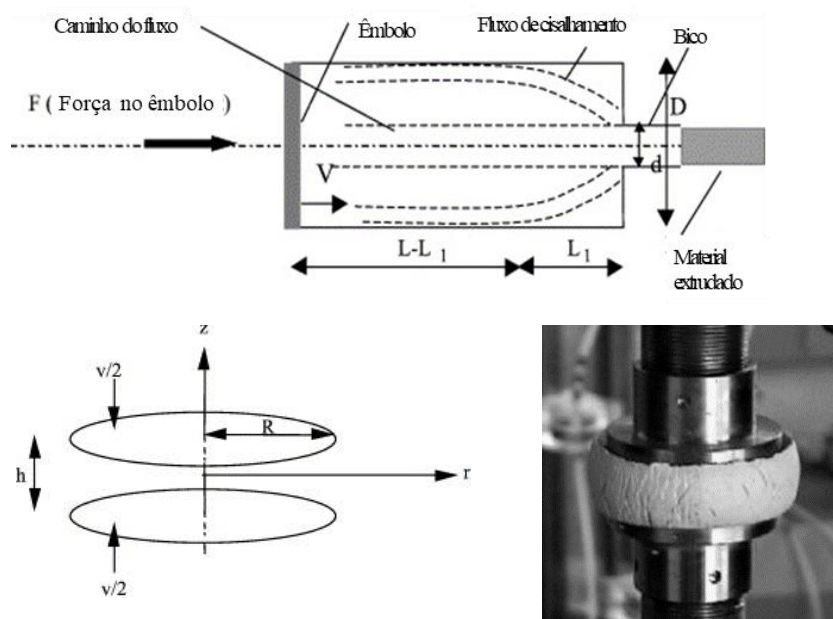 Caminho do fluxo
Êmbolo
Fluxo de cisalhamento
Bico
F ( Força no êmbolo )
D
V
d
L-L 1
L 1
Material
extrudado
z
v/2
R
h
r
v/2